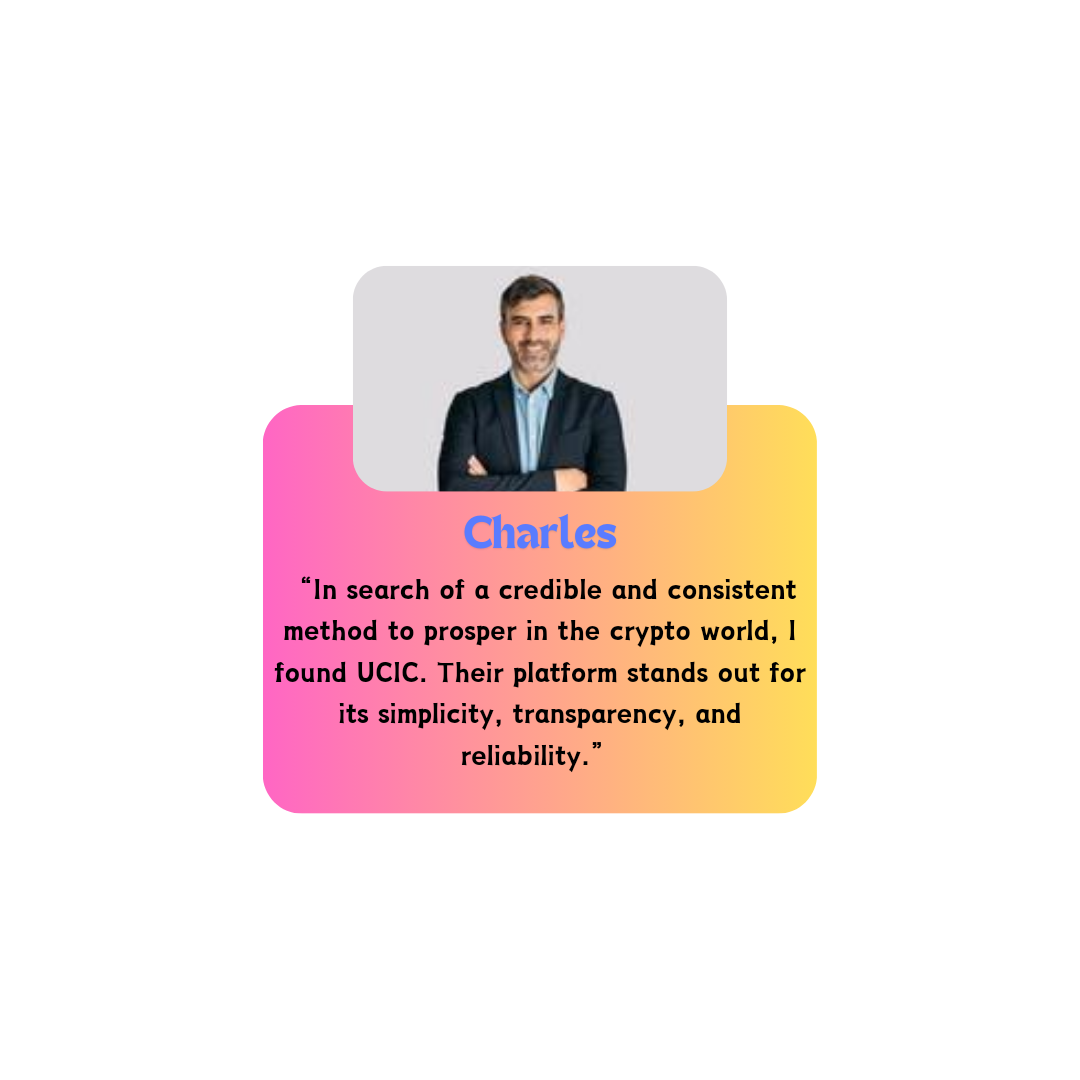 Charles
“In search of a credible and consistent
method to prosper in the crypto world, I
found UCIC. Their platform stands out for
its simplicity, transparency, and
reliability.”